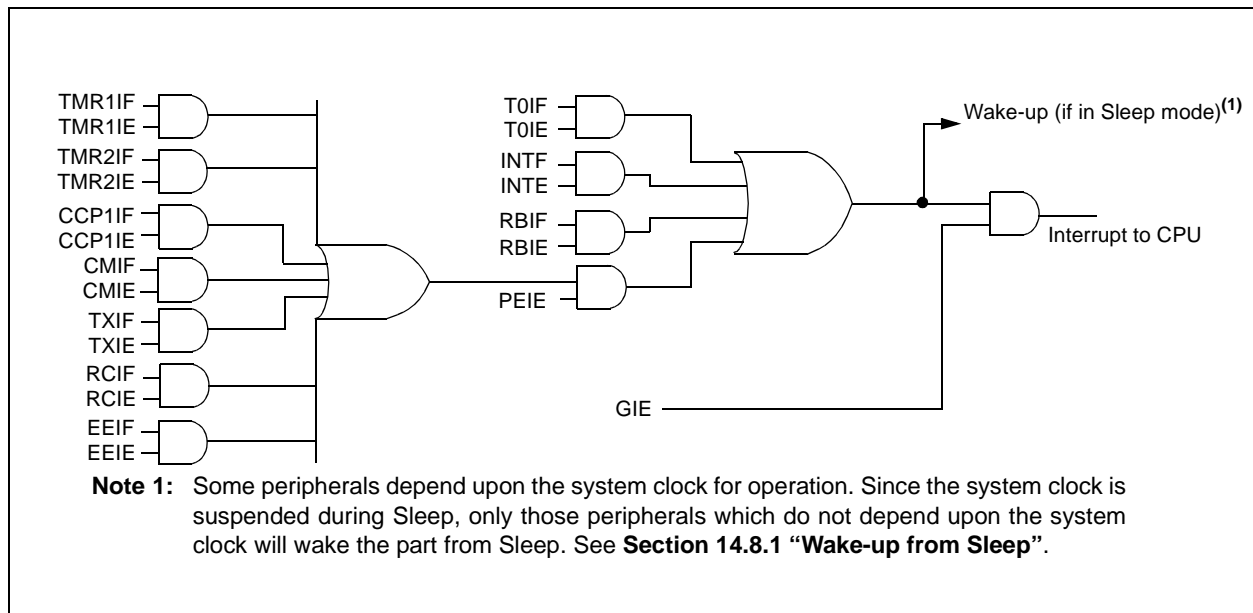 TMR1IF
TMR1IE
TMR2IF
TMR2IE
CCP1IF
CCP1IE
CMIF
CMIE
TXIF
TXIE
RCIF
RCIE
EEIF
EEIE
T0IF
T0IE
INTF
INTE
RBIF
RBIE
PEIE
GIE
Wake-up (if in Sleep mode)(1)
Interrupt to CPU
Note 1: Some peripherals depend upon the system clock for operation. Since the system clock is
suspended during Sleep, only those peripherals which do not depend upon the system
clock will wake the part from Sleep. See Section 14.8.1 “Wake-up from Sleep”.